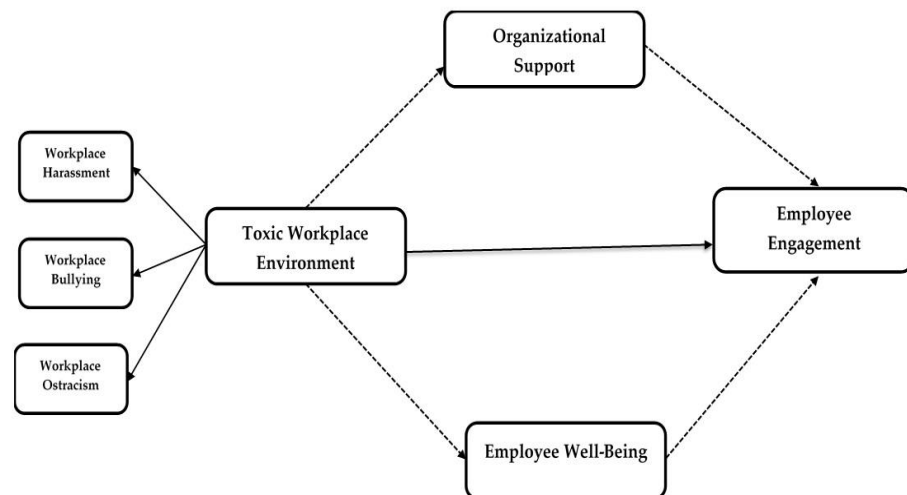 Organizational
Support
Workplace
Harassment
Toxic Workplace
Environment
Employee
Engagement
Workplace
Bullying
Workplace
Ostracism
Employee Well-Being